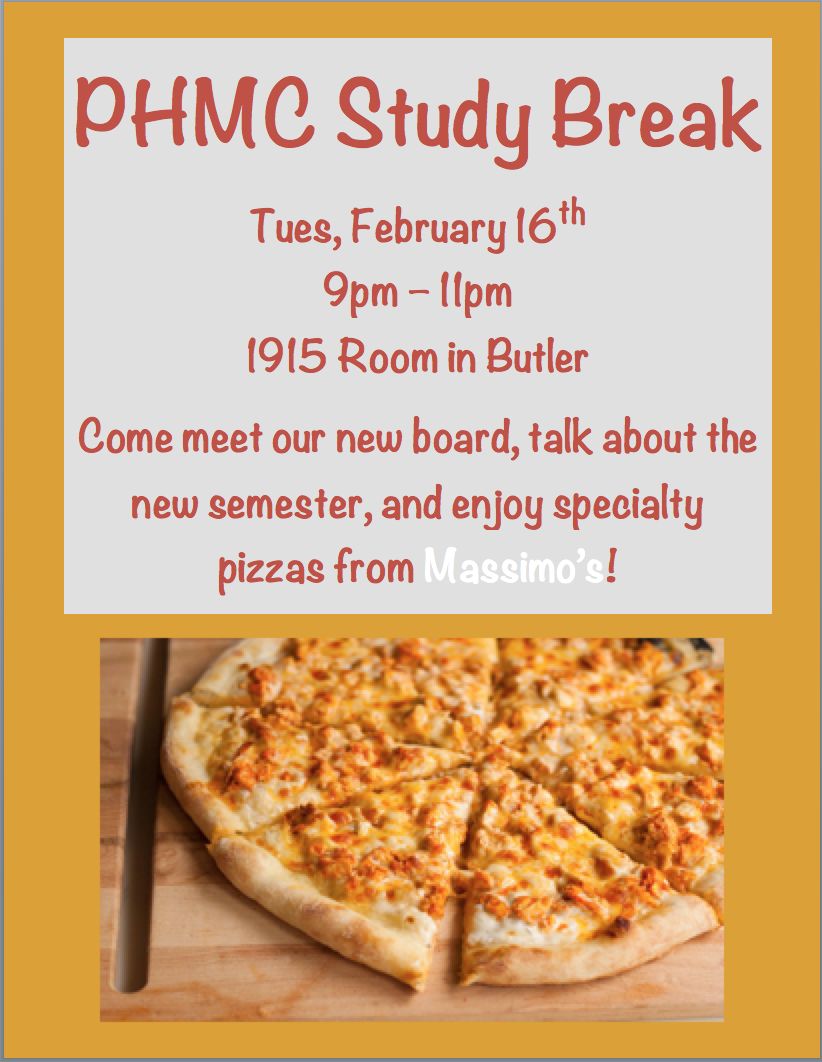 PHMC Study Break
Tues, February 16th
9pm – 11pm
1915 Room in Butler
Come meet our new board, talk about the
new semester, and enjoy specialty
pizzas from Massimo's!